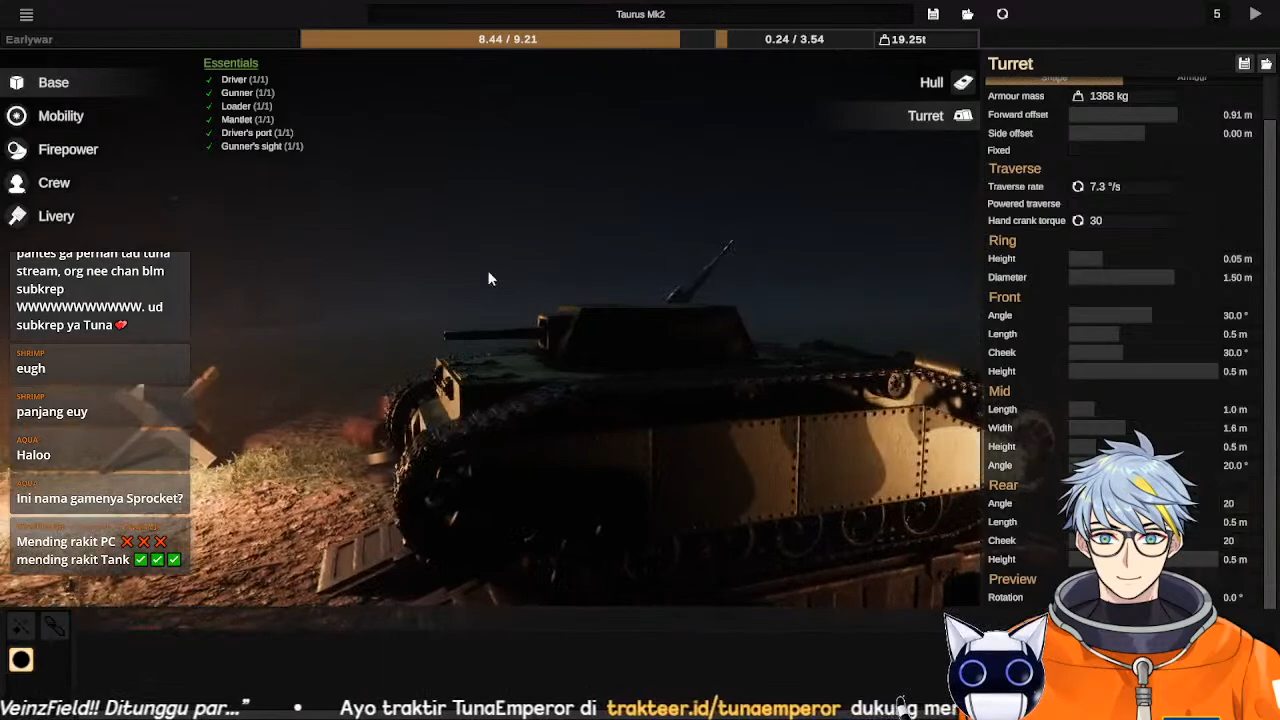 Taurus Mk2
5
Earlywar
8.44 / 9.21
0.24 / 3.54
19.25t
Essentials
Driver (1/1)
Gunner (1/1)
Loader (1/1)
Mantlet (1/1)
Driver's port (1/1)
Gunner's sight (1/1)
Base
Mobility
Firepower
Crew
Livery
Hull
Turret
pantes ga pernah tau tuna
stream, org nee chan blm
subkrep
WWWWWWWWWWW. ud
subkrep ya Tuna
SHRIMP
eugh
SHRIMP
panjang euy
AQUA
Haloo
AQUA
Ini nama gamenya Sprocket?
Mending rakit PC ❌ ❌ ❌
mending rakit Tank ✅ ✅ ✅
Turret
Shape
Armour mass 1368 kg
Forward offset 0.91 m
Side offset 0.00 m
Fixed
Traverse
Traverse rate 7.3 °/s
Powered traverse
Hand crank torque 30
Ring
Height 0.05 m
Diameter 1.50 m
Front
Angle 30.0 °
Length 0.5 m
Cheek 30.0 °
Height 0.5 m
Mid
Length 1.0 m
Width 1.6 m
Height 0.5 m
Angle 20.0 °
Rear
Angle 20
Length 0.5 m
Cheek 20
Height 0.5 m
Preview
Rotation 0.0 °
VeinzField!! Ditunggu par..." • Ayo traktir TunaEmperor di trakteer.id/tunaemperor dukung